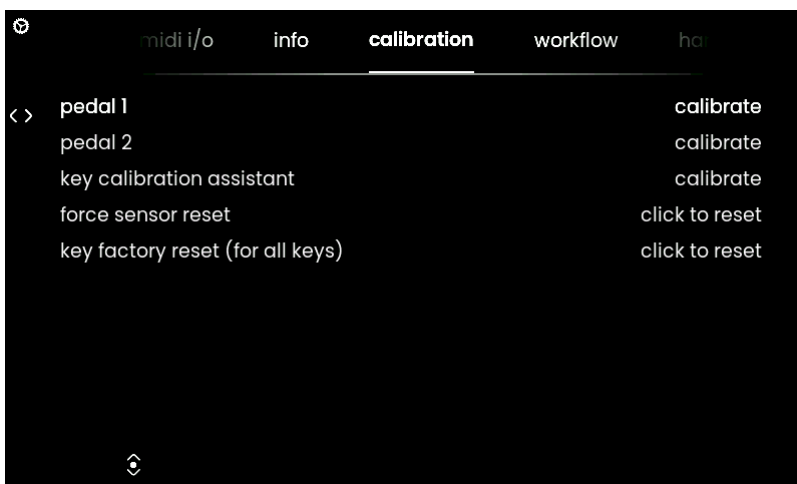 midi i/o info calibration workflow
pedal 1 calibrate
pedal 2 calibrate
key calibration assistant calibrate
force sensor reset click to reset
key factory reset (for all keys) click to reset